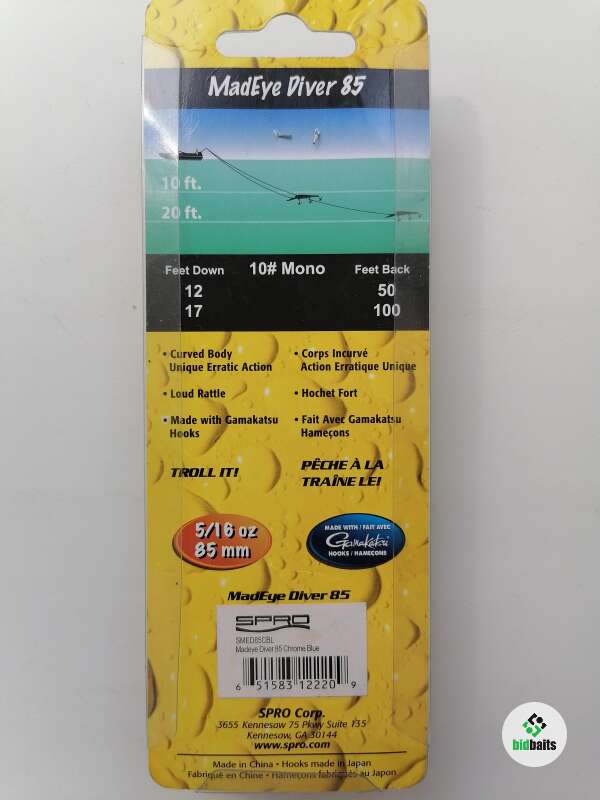 MadEye Diver 85
10 ft.
20 ft.
Feet Down 10# Mono Feet Back
12 50
17 100
• Curved Body
Unique Erratic Action
• Loud Rattle
• Made with Gamakatsu
Hooks
TROLL IT!
• Corps Incurvé
Action Erratique Unique
• Hochet Fort
• Fait Avec Gamakatsu
Hameçons
PÊCHE À LA
TRAÎNE LE!
5/16 oz
85 mm
MADE WITH / FAIT AVEC
Gamakatsu
HOOKS / HAMEÇONS
MadEye Diver 85
SPRO
SMED85CBL
Madeye Diver 85 Chrome Blue
6 51583 12220 9
SPRO Corp.
3655 Kennesow 75 Pkwy Suite 135
Kennesow, GA 30144
www.spro.com
Made in China • Hooks made in Japan
Fabriqué en Chine • Hameçons fabriqués au Japon
bidbaits